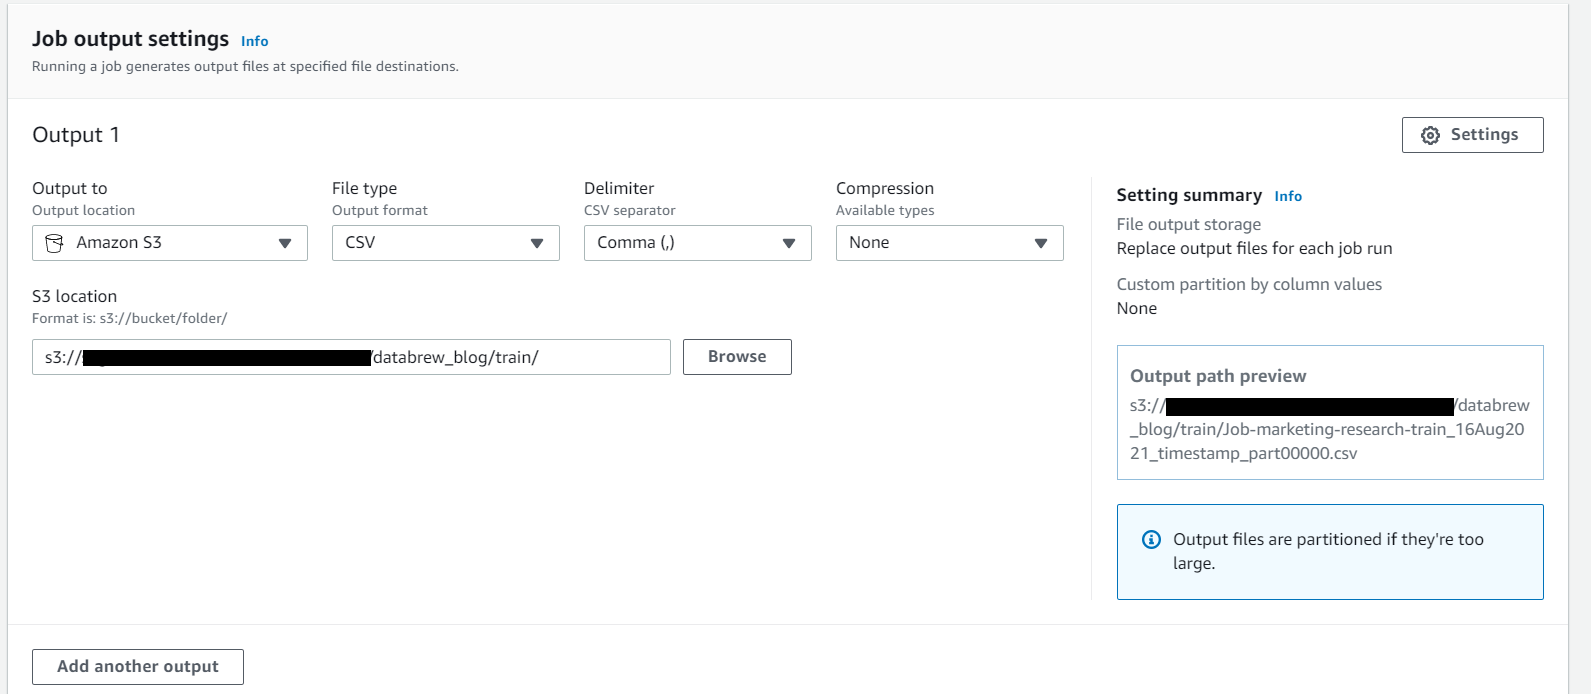 Job output settings Info
Running a job generates output files at specified file destinations.
Output 1
Settings
Output to
Output location
Amazon S3
File type
Output format
CSV
Delimiter
CSV separator
Comma (,)
Compression
Available types
None
S3 location
Format is: s3://bucket/folder/
s3:// /databrew_blog/train/
Browse
Setting summary Info
File output storage
Replace output files for each job run
Custom partition by column values
None
Output path preview
s3:// /databrew
_blog/train/Job-marketing-research-train_16Aug20
21_timestamp_part00000.csv
Output files are partitioned if they're too
large.
Add another output